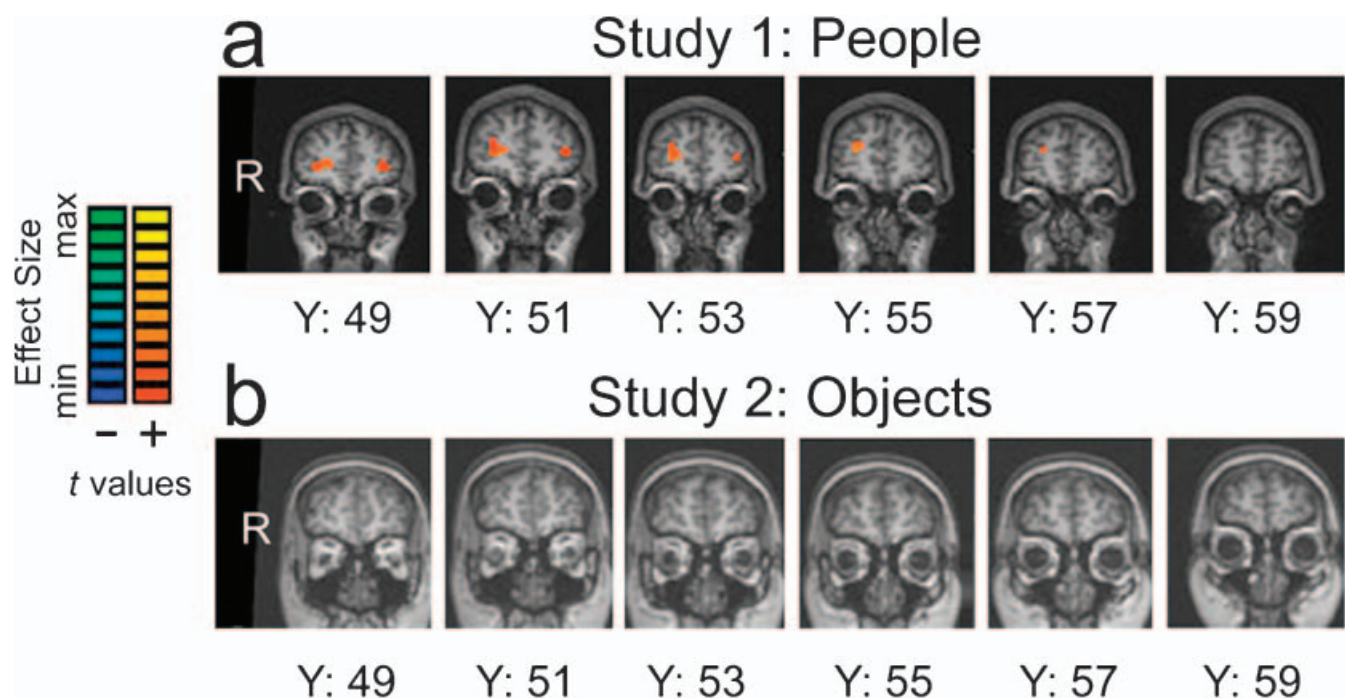 a
Study 1: People
R
Y: 49 Y: 51 Y: 53 Y: 55 Y: 57 Y: 59
Effect Size
max
min
− +
t values
b
Study 2: Objects
R
Y: 49 Y: 51 Y: 53 Y: 55 Y: 57 Y: 59